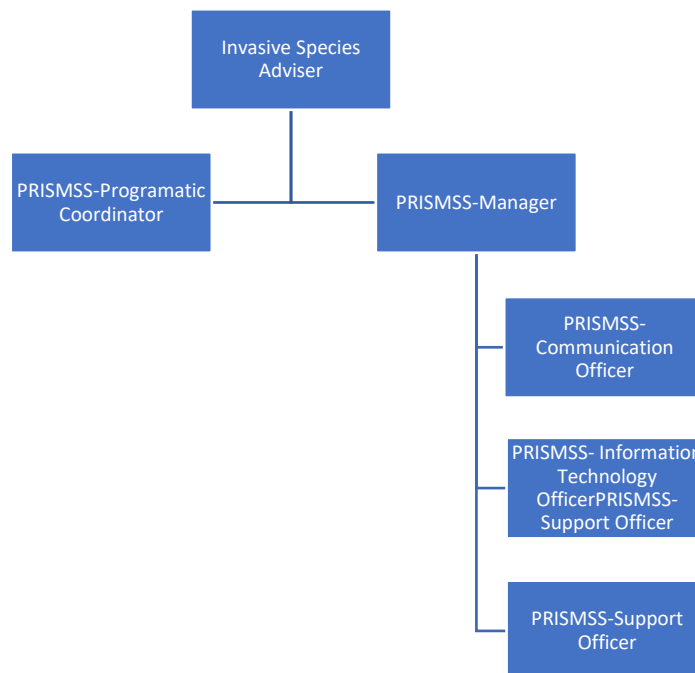 Invasive Species
Adviser
PRISMSS-Programatic
Coordinator
PRISMSS-Manager
PRISMSS-
Communication
Officer
PRISMSS- Information
Technology
OfficerPRISMSS-
Support Officer
PRISMSS-Support
Officer